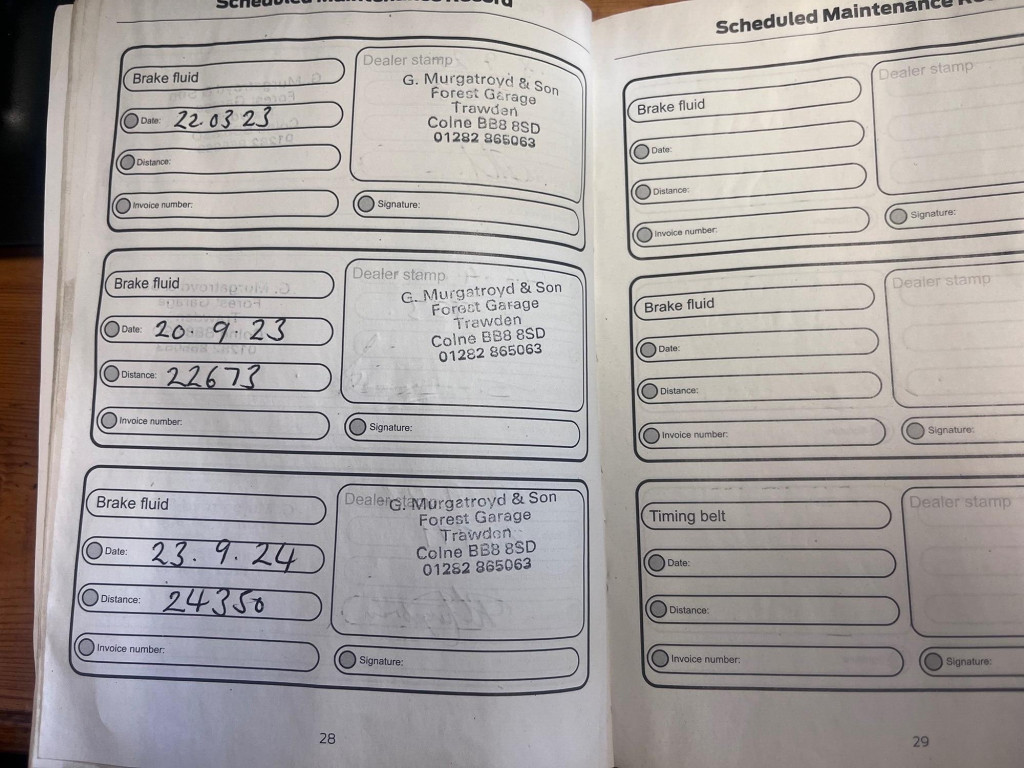 Scheduled Maintenance Record
Brake fluid
Date: 22 03 23
Distance:
Invoice number:
Dealer stamp
G. Murgatroyd & Son
Forest Garage
Trawden
Colne BB8 8SD
01282 865063
Signature:
Brake fluid
Date: 20.9.23
Distance: 22673
Invoice number:
Dealer stamp
G. Murgatroyd & Son
Forest Garage
Trawden
Colne BB8 8SD
01282 865063
Signature:
Brake fluid
Date: 23.9.24
Distance: 24350
Invoice number:
Dealer stamp
G. Murgatroyd & Son
Forest Garage
Trawden
Colne BB8 8SD
01282 865063
Signature:
28
Scheduled Maintenance
Brake fluid
Date:
Distance:
Invoice number:
Dealer stamp
Signature:
Brake fluid
Date:
Distance:
Invoice number:
Dealer stamp
Signature:
Timing belt
Date:
Distance:
Invoice number:
Dealer stamp
Signature:
29